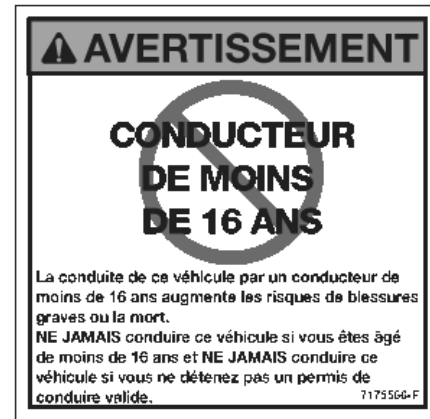 AVERTISSEMENT
CONDUCTEUR
DE MOINS
DE 16 ANS
La conduite de ce véhicule par un conducteur de
moins de 16 ans augmente les risques de blessures
graves ou la mort.
NE JAMAIS conduire ce véhicule si vous êtes âgé
de moins de 16 ans et NE JAMAIS conduire ce
véhicule si vous ne détenez pas un permis de
conduire valide.
7175566-F